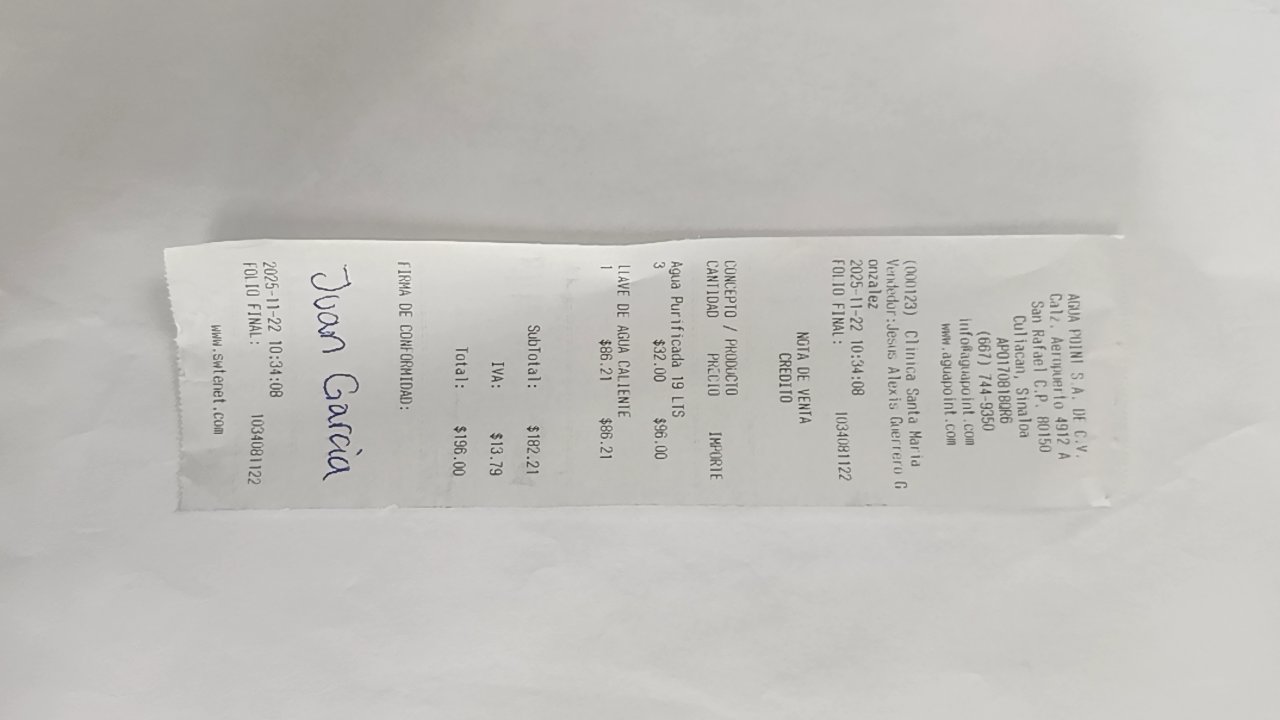 AGUA POINT S.A. DE C.V.
Calz. Aeropuerto 4912 A
San Rafael C.P. 80150
Culiacan, Sinaloa
APO170818QR6
(667) 744-9350
info@aguapoint.com
www.aguapoint.com
(000123) Clinica Santa Maria
Vendedor:Jesus Alexis Guerrero G
onzalez
2025-11-22 10:34:08
FOLIO FINAL: 1034081122
NOTA DE VENTA
CREDITO
CONCEPTO / PRODUCTO
CANTIDAD PRECIO IMPORTE
Agua Purificada 19 LTS
3 $32.00 $96.00
LLAVE DE AGUA CALIENTE
1 $86.21 $86.21
SubTotal: $182.21
IVA: $13.79
Total: $196.00
FIRMA DE CONFORMIDAD:
Juan Garcia
2025-11-22 10:34:08
FOLIO FINAL: 1034081122
www.swtenet.com